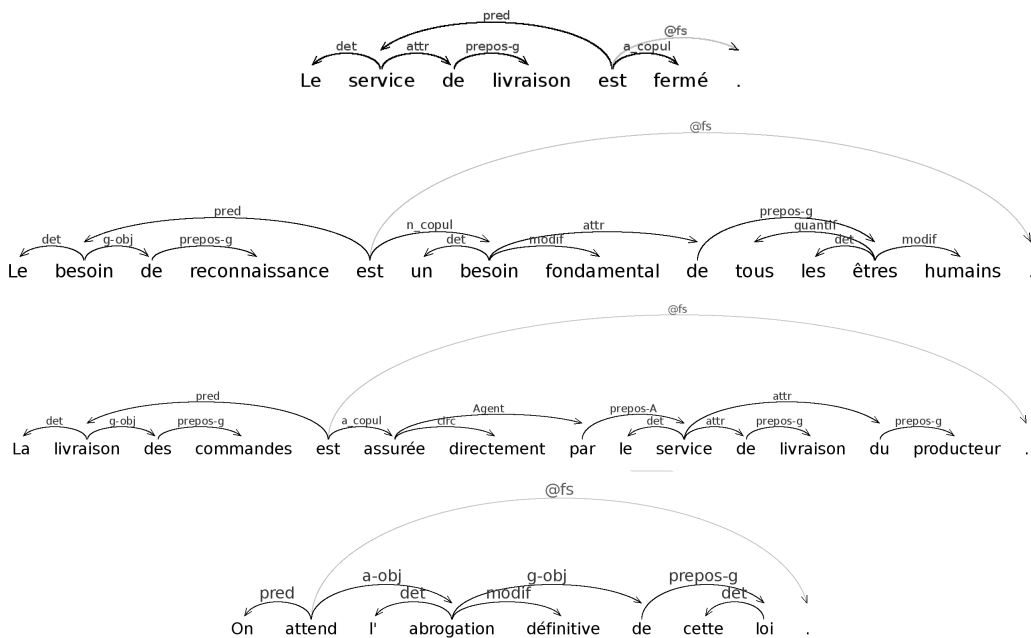 pred
@fs
det attr prepos-g a_copul
Le service de livraison est fermé .
@fs
pred prepos-g
n_copul attr quantif
det g-obj prepos-g det modif det modif
Le besoin de reconnaissance est un besoin fondamental de tous les êtres humains .
@fs
pred attr
Agent prepos-A
det g-obj prepos-g a_copul circ det attr prepos-g prepos-g
La livraison des commandes est assurée directement par le service de livraison du producteur .
@fs
a-obj g-obj prepos-g
pred det modif det
On attend l' abrogation définitive de cette loi .